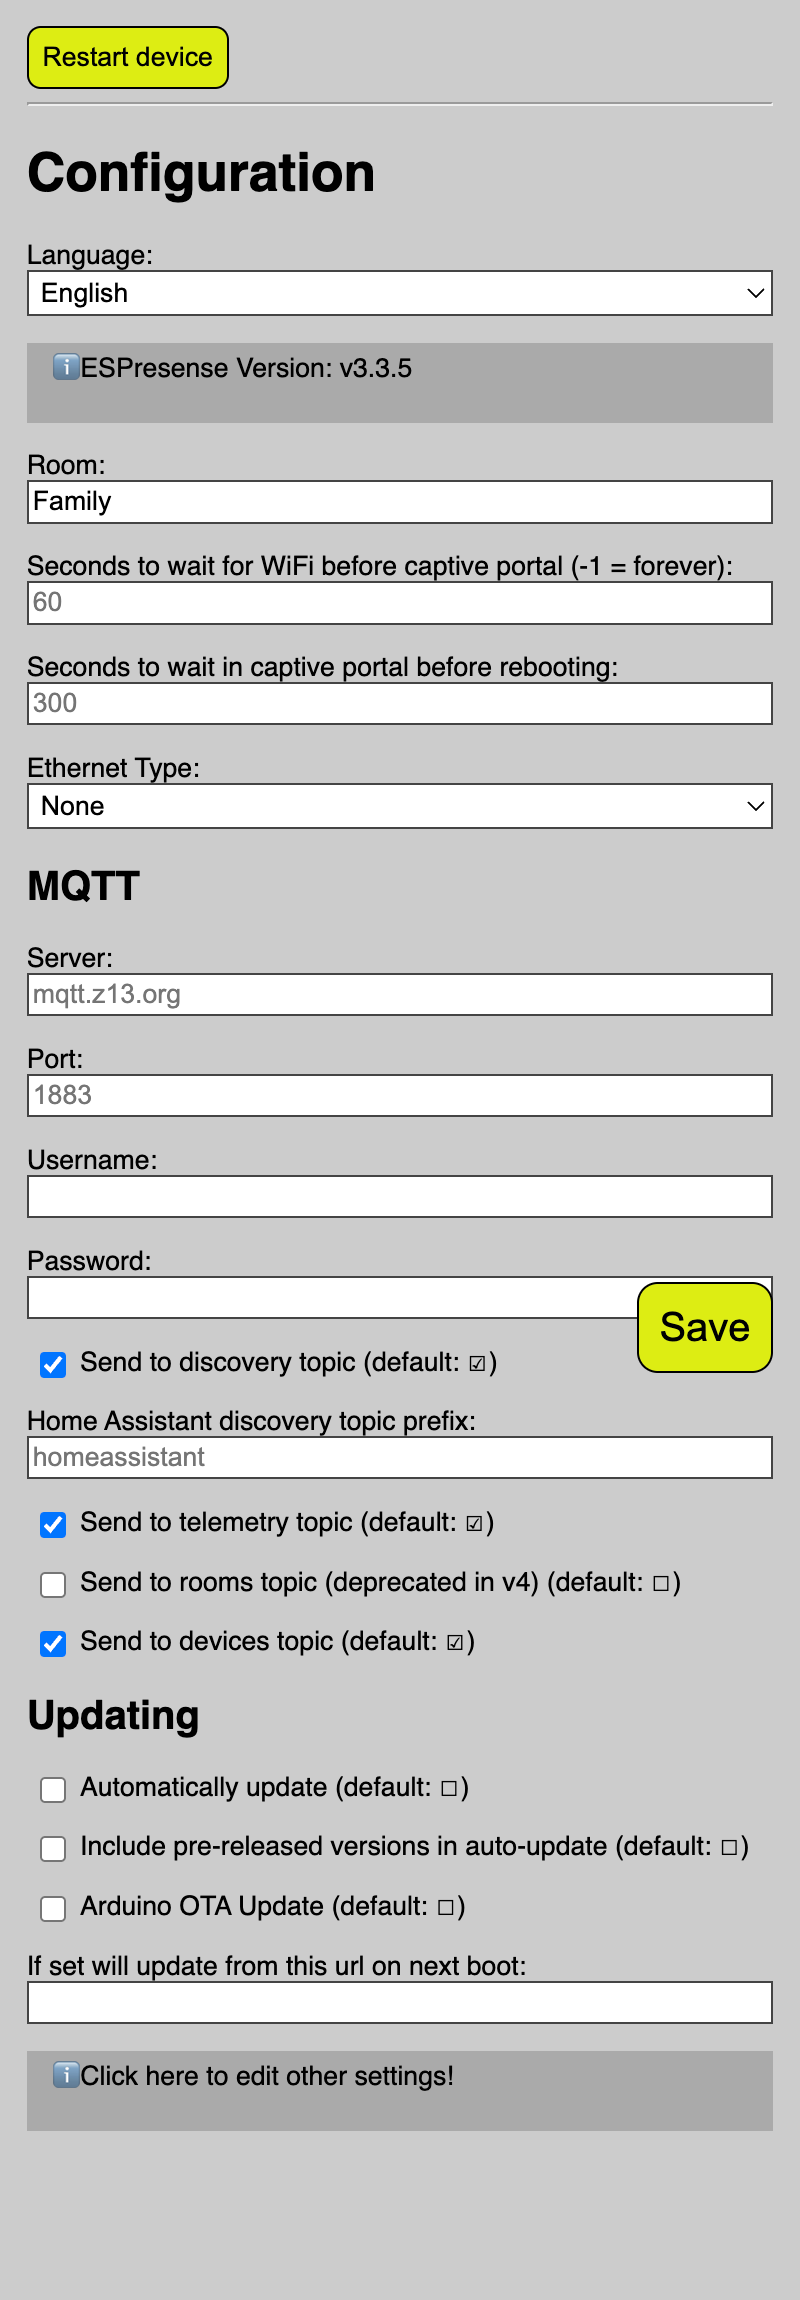 Restart device
Configuration
Language:
English
ℹ️ESPresense Version: v3.3.5
Room:
Family
Seconds to wait for WiFi before captive portal (-1 = forever):
60
Seconds to wait in captive portal before rebooting:
300
Ethernet Type:
None
MQTT
Server:
mqtt.z13.org
Port:
1883
Username:
Password:
Save
Send to discovery topic (default: ☑)
Home Assistant discovery topic prefix:
homeassistant
Send to telemetry topic (default: ☑)
Send to rooms topic (deprecated in v4) (default: ☐)
Send to devices topic (default: ☑)
Updating
Automatically update (default: ☐)
Include pre-released versions in auto-update (default: ☐)
Arduino OTA Update (default: ☐)
If set will update from this url on next boot:
ℹ️Click here to edit other settings!